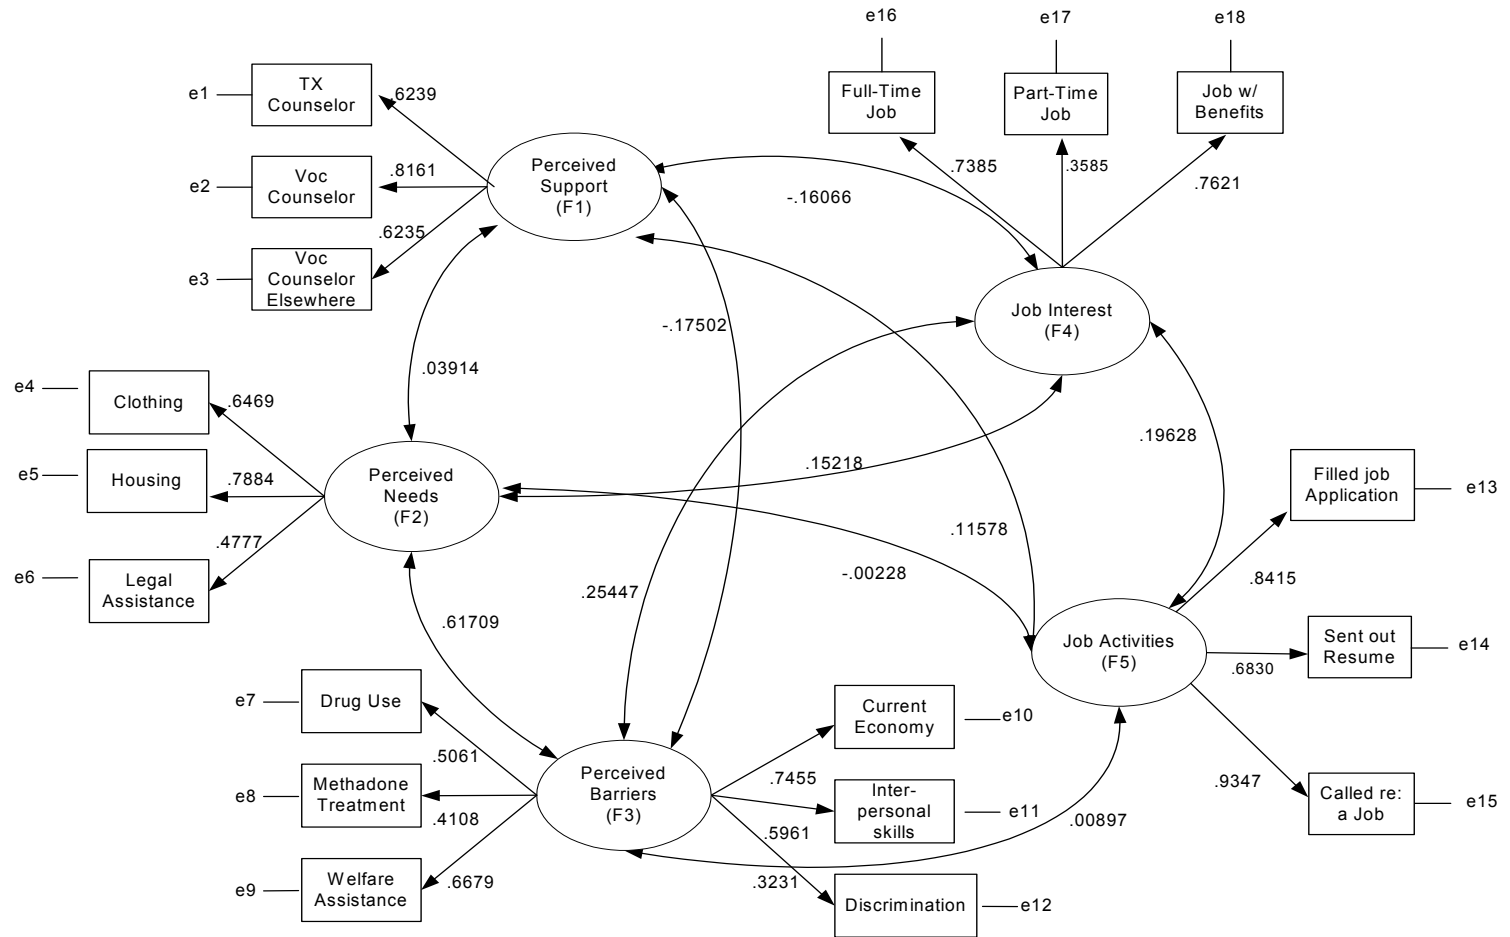 e16
e17
e18
e1
TX
Counselor
.6239
Full-Time
Job
Part-Time
Job
Job w/
Benefits
e2
Voc
Counselor
.8161
Perceived
Support
(F1)
.7385
.3585
.7621
-.16066
e3
Voc
Counselor
Elsewhere
.6235
Job Interest
(F4)
-.17502
.03914
e4
Clothing
.6469
.19628
e5
Housing
.7884
Perceived
Needs
(F2)
.15218
Filled job
Application
e13
.4777
.11578
e6
Legal
Assistance
-.00228
.8415
.25447
.61709
Job Activities
(F5)
Sent out
Resume
e14
.6830
e7
Drug Use
Current
Economy
e10
.5061
.7455
e8
Methadone
Treatment
.4108
Perceived
Barriers
(F3)
Inter-
personal
skills
e11
.5961
.00897
.9347
Called re:
a Job
e15
e9
Welfare
Assistance
.6679
.3231
Discrimination
e12